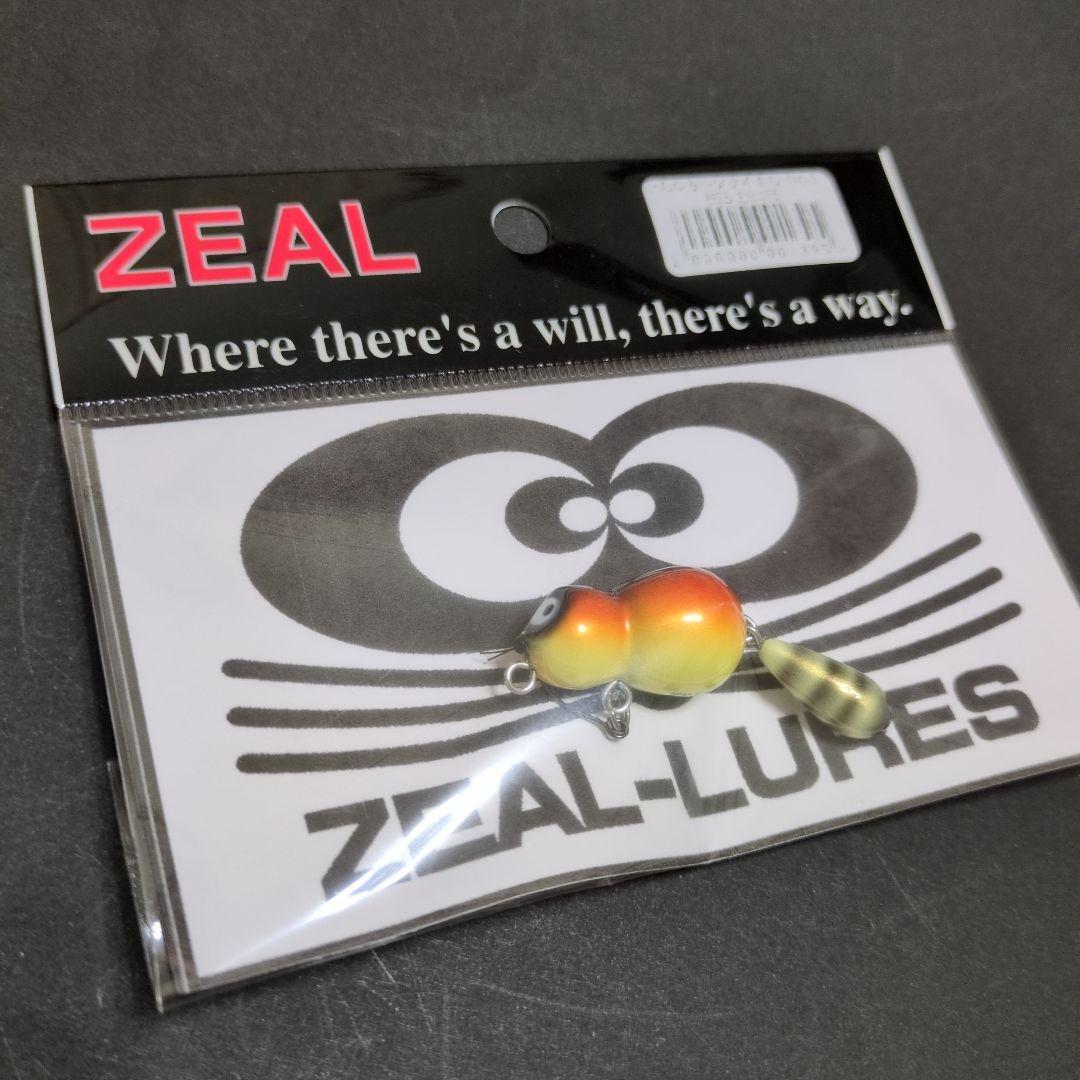 ZEAL
Where there's a will, there's a way.
ZEAL-LURES